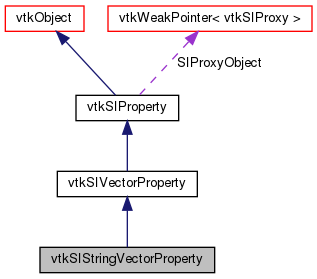 vtkObject
vtkWeakPointer< vtkSIProxy >
SIProxyObject
vtkSIProperty
vtkSIVectorProperty
vtkSIStringVectorProperty